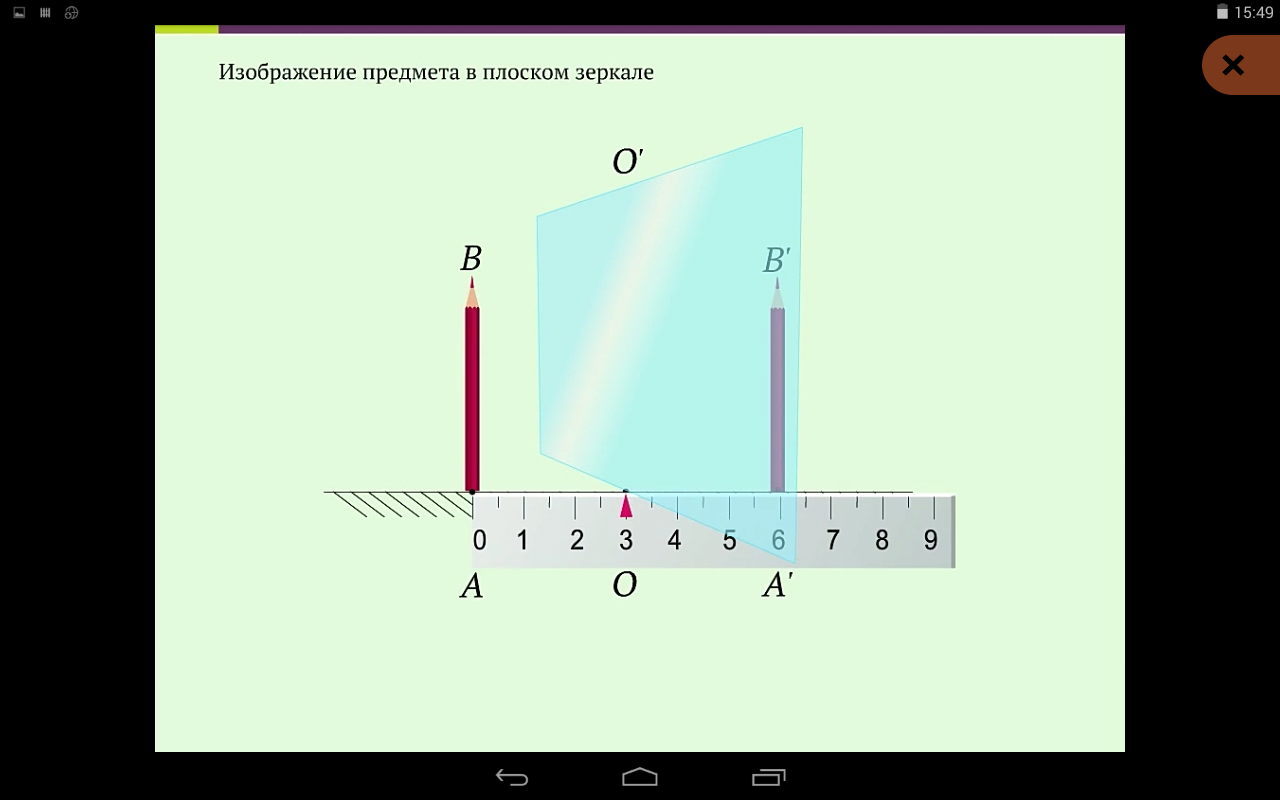 15:49
Изображение предмета в плоском зеркале
O'
B B'
0 1 2 3 4 5 6 7 8 9
A O A'